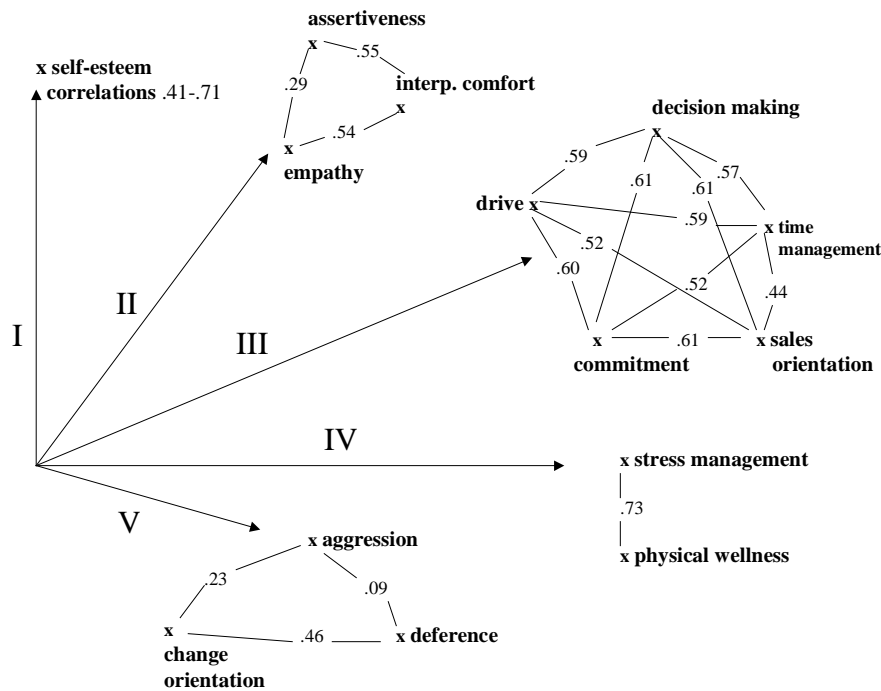 assertiveness
.55
x
x self-esteem
correlations .41-.71
.29
interp. comfort
x
.54
x
empathy
decision making
x
.59
.57
.61
.61
drive x
.59
x time
management
.52
.60
.52
.44
x
.61
x sales
commitment
orientation
I
II
III
IV
V
x stress management
.73
x physical wellness
x aggression
.23
.09
x
.46
x deference
change
orientation